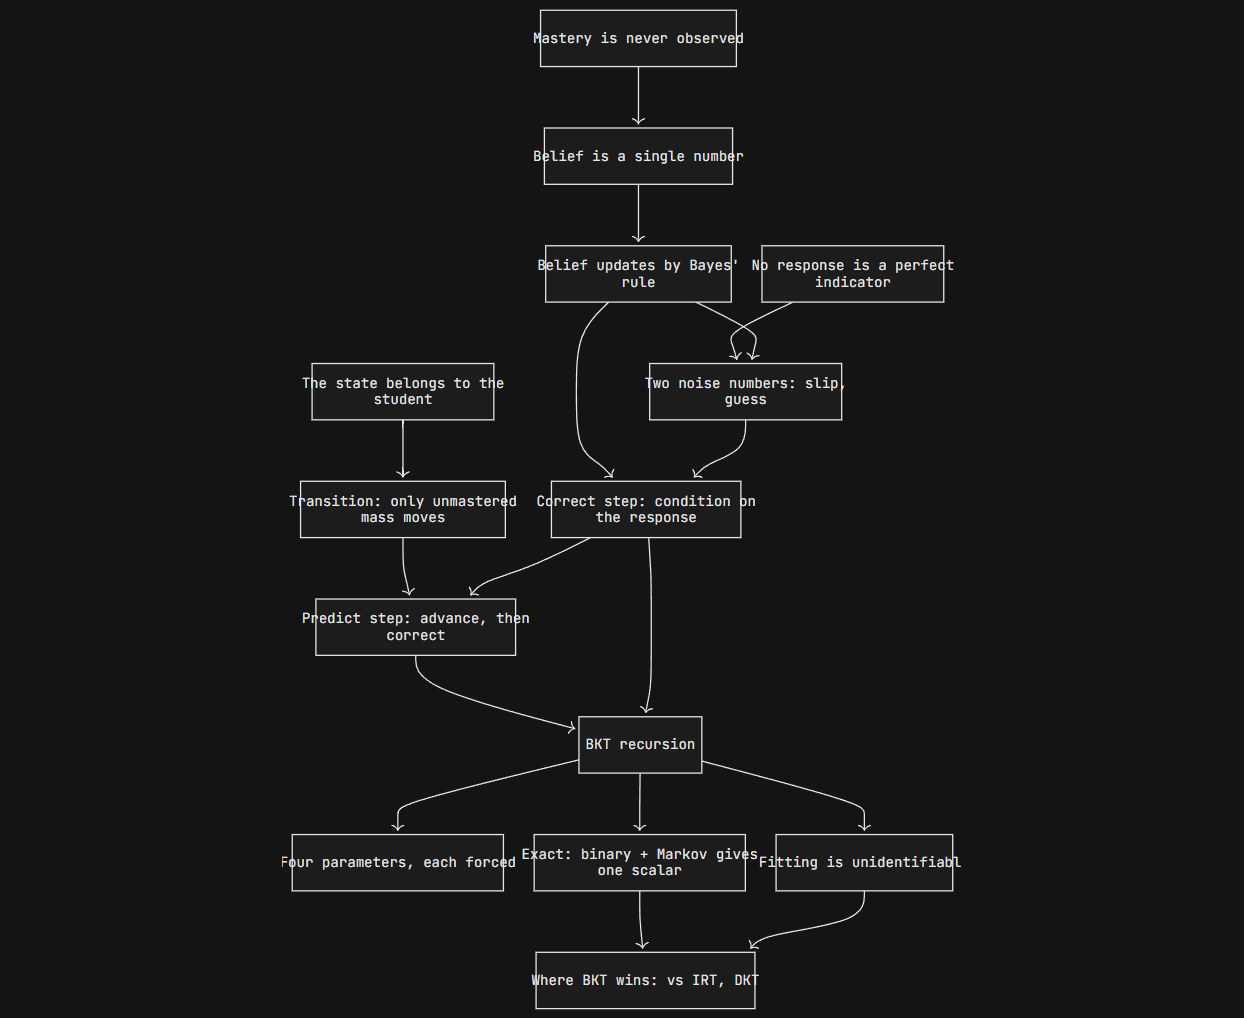 Mastery is never observed
Belief is a single number
Belief updates by Bayes'
rule
No response is a perfect
indicator
The state belongs to the
student
Two noise numbers: slip,
guess
Transition: only unmastered
mass moves
Correct step: condition on
the response
Predict step: advance, then
correct
BKT recursion
Four parameters, each forced
Exact: binary + Markov gives
one scalar
Fitting is unidentifiabl
Where BKT wins: vs IRT, DKT